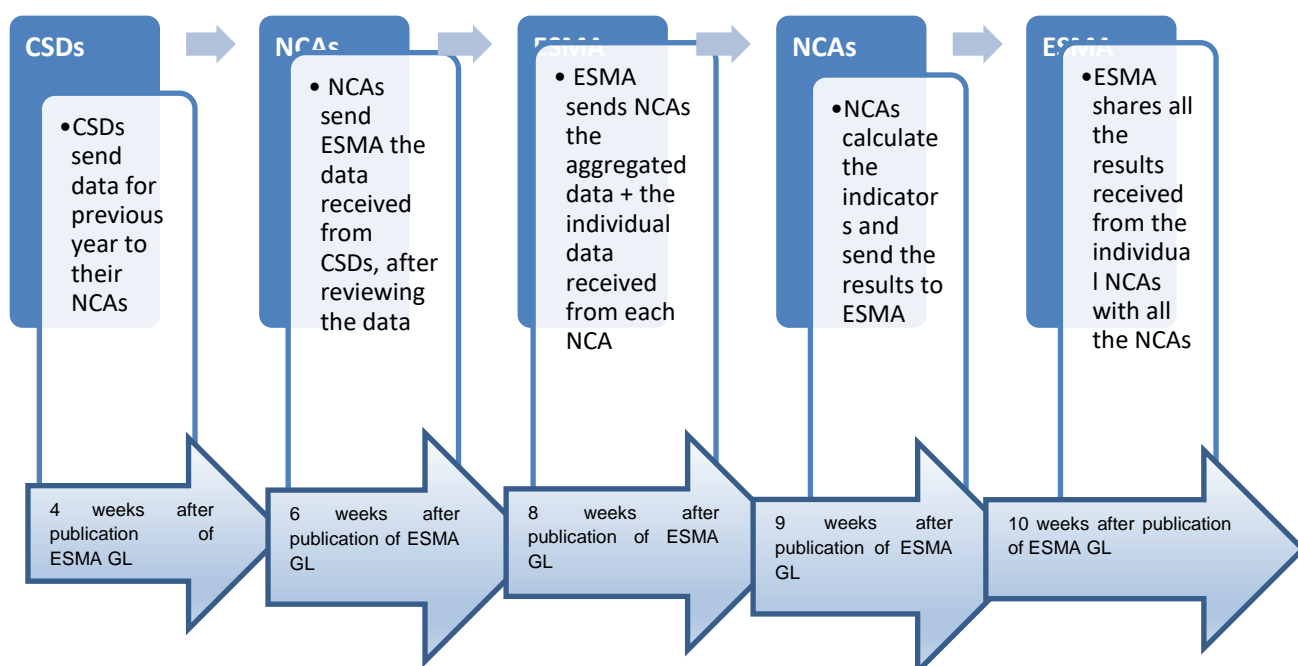 CSDs
•CSDs
send
data for
previous
year to
their
NCAs
NCAs
• NCAs
send
ESMA the
data
received
from
CSDs, after
reviewing
the data
ESMA
• ESMA
sends NCAs
the
aggregated
data + the
individual
data
received
from each
NCA
NCAs
•NCAs
calculate
the
indicator
s and
send the
results to
ESMA
ESMA
•ESMA
shares all
the
results
received
from the
individua
l NCAs
with all
the NCAs
4 weeks after
publication of
ESMA GL
6 weeks after
publication of ESMA
GL
8 weeks after
publication of ESMA
GL
9 weeks after
publication of ESMA
GL
10 weeks after publication
of ESMA GL